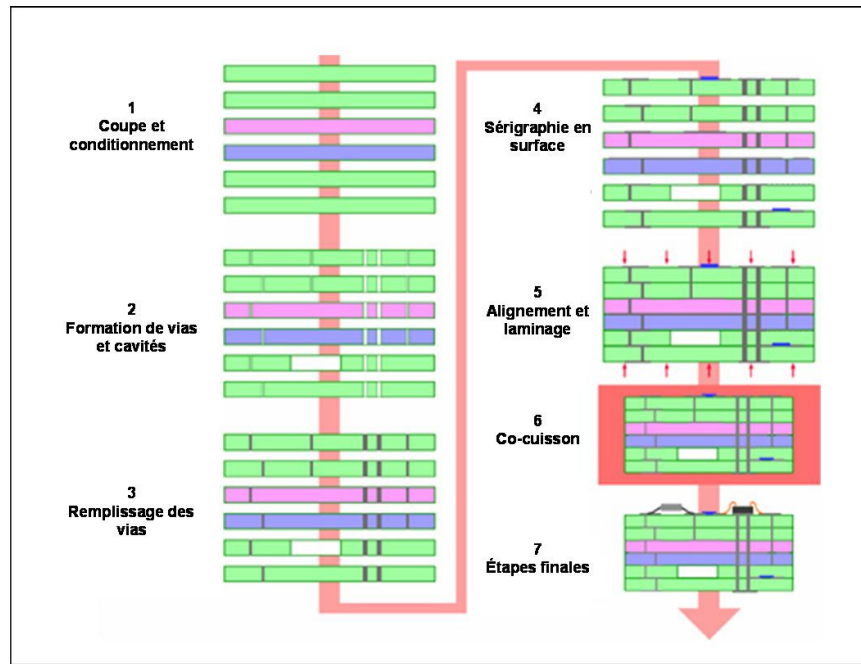 1
Coupe et
conditionnement
2
Formation de vias
et cavités
3
Remplissage des
vias
4
Sérigraphie en
surface
5
Alignement et
laminage
6
Co-cuisson
7
Étapes finales